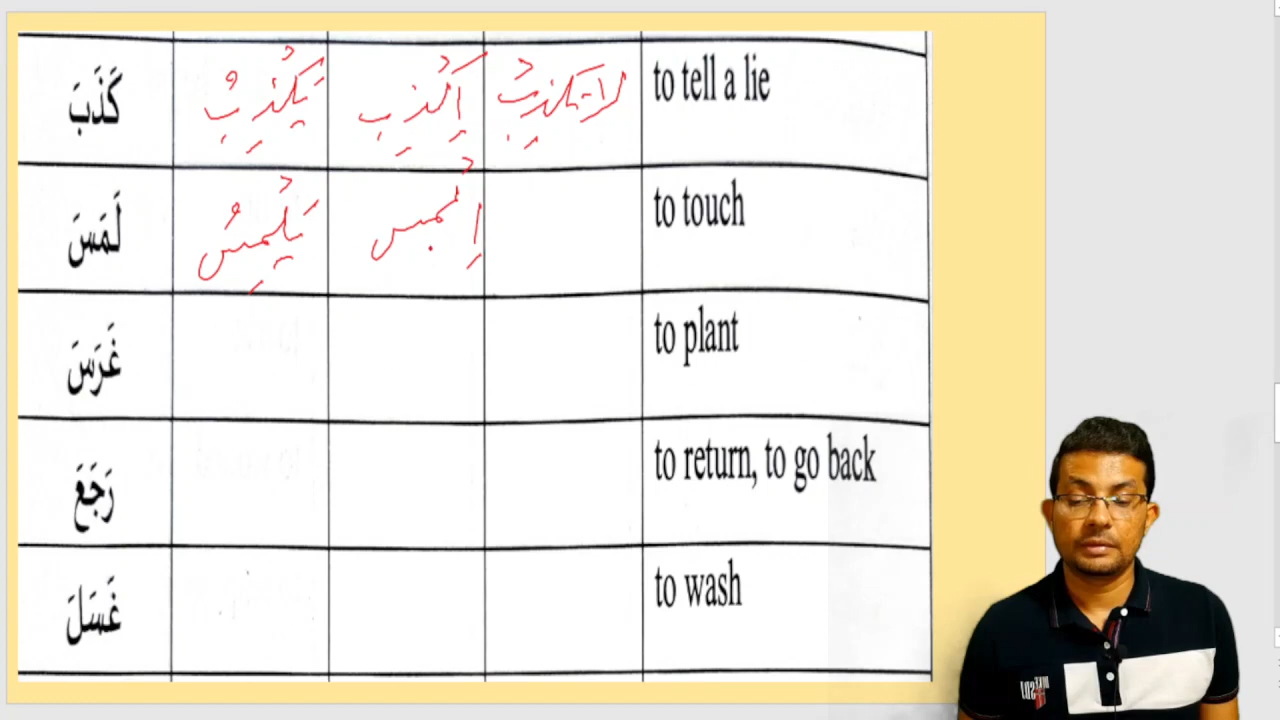 كَذَبَ يَكْذِبُ اِكْذِب لَا تَكْذِبْ to tell a lie
لَمَسَ يَلْمِسُ اِلْمِس to touch
غَرَسَ to plant
رَجَعَ to return, to go back
غَسَلَ to wash